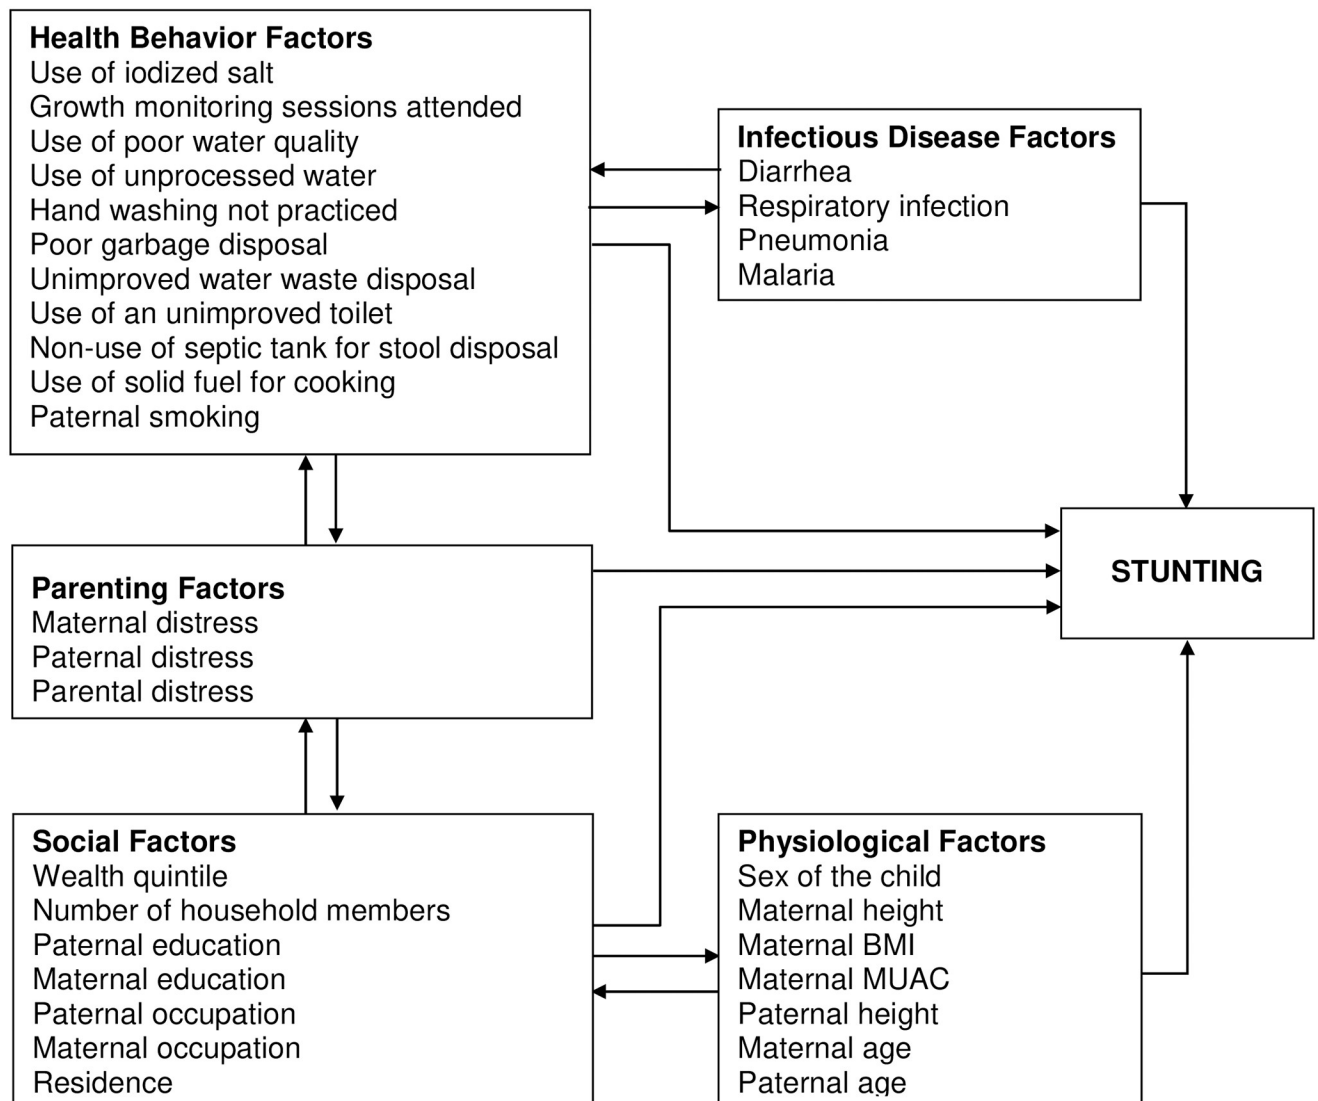 Health Behavior Factors
Use of iodized salt
Growth monitoring sessions attended
Use of poor water quality
Use of unprocessed water
Hand washing not practiced
Poor garbage disposal
Unimproved water waste disposal
Use of an unimproved toilet
Non-use of septic tank for stool disposal
Use of solid fuel for cooking
Paternal smoking
Infectious Disease Factors
Diarrhea
Respiratory infection
Pneumonia
Malaria
Parenting Factors
Maternal distress
Paternal distress
Parental distress
STUNTING
Social Factors
Wealth quintile
Number of household members
Paternal education
Maternal education
Paternal occupation
Maternal occupation
Residence
Physiological Factors
Sex of the child
Maternal height
Maternal BMI
Maternal MUAC
Paternal height
Maternal age
Paternal age